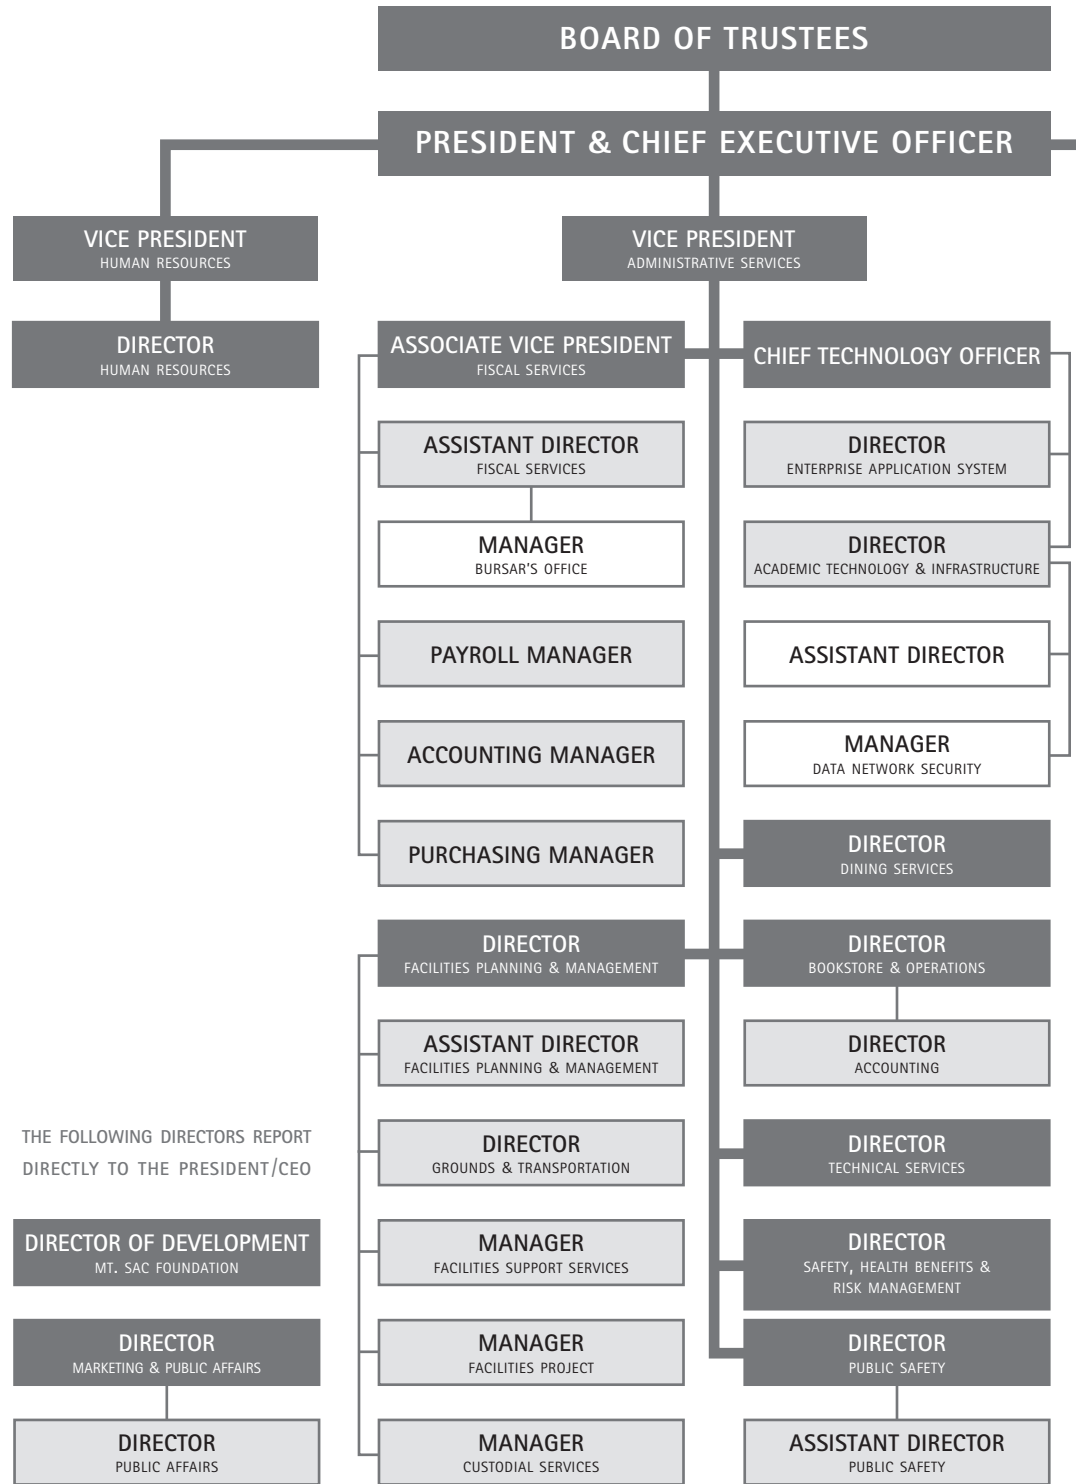 BOARD OF TRUSTEES
PRESIDENT & CHIEF EXECUTIVE OFFICER
VICE PRESIDENT
HUMAN RESOURCES
DIRECTOR
HUMAN RESOURCES
VICE PRESIDENT
ADMINISTRATIVE SERVICES
ASSOCIATE VICE PRESIDENT
FISCAL SERVICES
ASSISTANT DIRECTOR
FISCAL SERVICES
MANAGER
BURSAR'S OFFICE
PAYROLL MANAGER
ACCOUNTING MANAGER
PURCHASING MANAGER
CHIEF TECHNOLOGY OFFICER
DIRECTOR
ENTERPRISE APPLICATION SYSTEM
DIRECTOR
ACADEMIC TECHNOLOGY & INFRASTRUCTURE
ASSISTANT DIRECTOR
MANAGER
DATA NETWORK SECURITY
DIRECTOR
DINING SERVICES
DIRECTOR
FACILITIES PLANNING & MANAGEMENT
ASSISTANT DIRECTOR
FACILITIES PLANNING & MANAGEMENT
DIRECTOR
GROUNDS & TRANSPORTATION
MANAGER
FACILITIES SUPPORT SERVICES
MANAGER
FACILITIES PROJECT
MANAGER
CUSTODIAL SERVICES
DIRECTOR
BOOKSTORE & OPERATIONS
DIRECTOR
ACCOUNTING
DIRECTOR
TECHNICAL SERVICES
DIRECTOR
SAFETY, HEALTH BENEFITS &
RISK MANAGEMENT
DIRECTOR
PUBLIC SAFETY
ASSISTANT DIRECTOR
PUBLIC SAFETY
THE FOLLOWING DIRECTORS REPORT
DIRECTLY TO THE PRESIDENT/CEO
DIRECTOR OF DEVELOPMENT
MT. SAC FOUNDATION
DIRECTOR
MARKETING & PUBLIC AFFAIRS
DIRECTOR
PUBLIC AFFAIRS